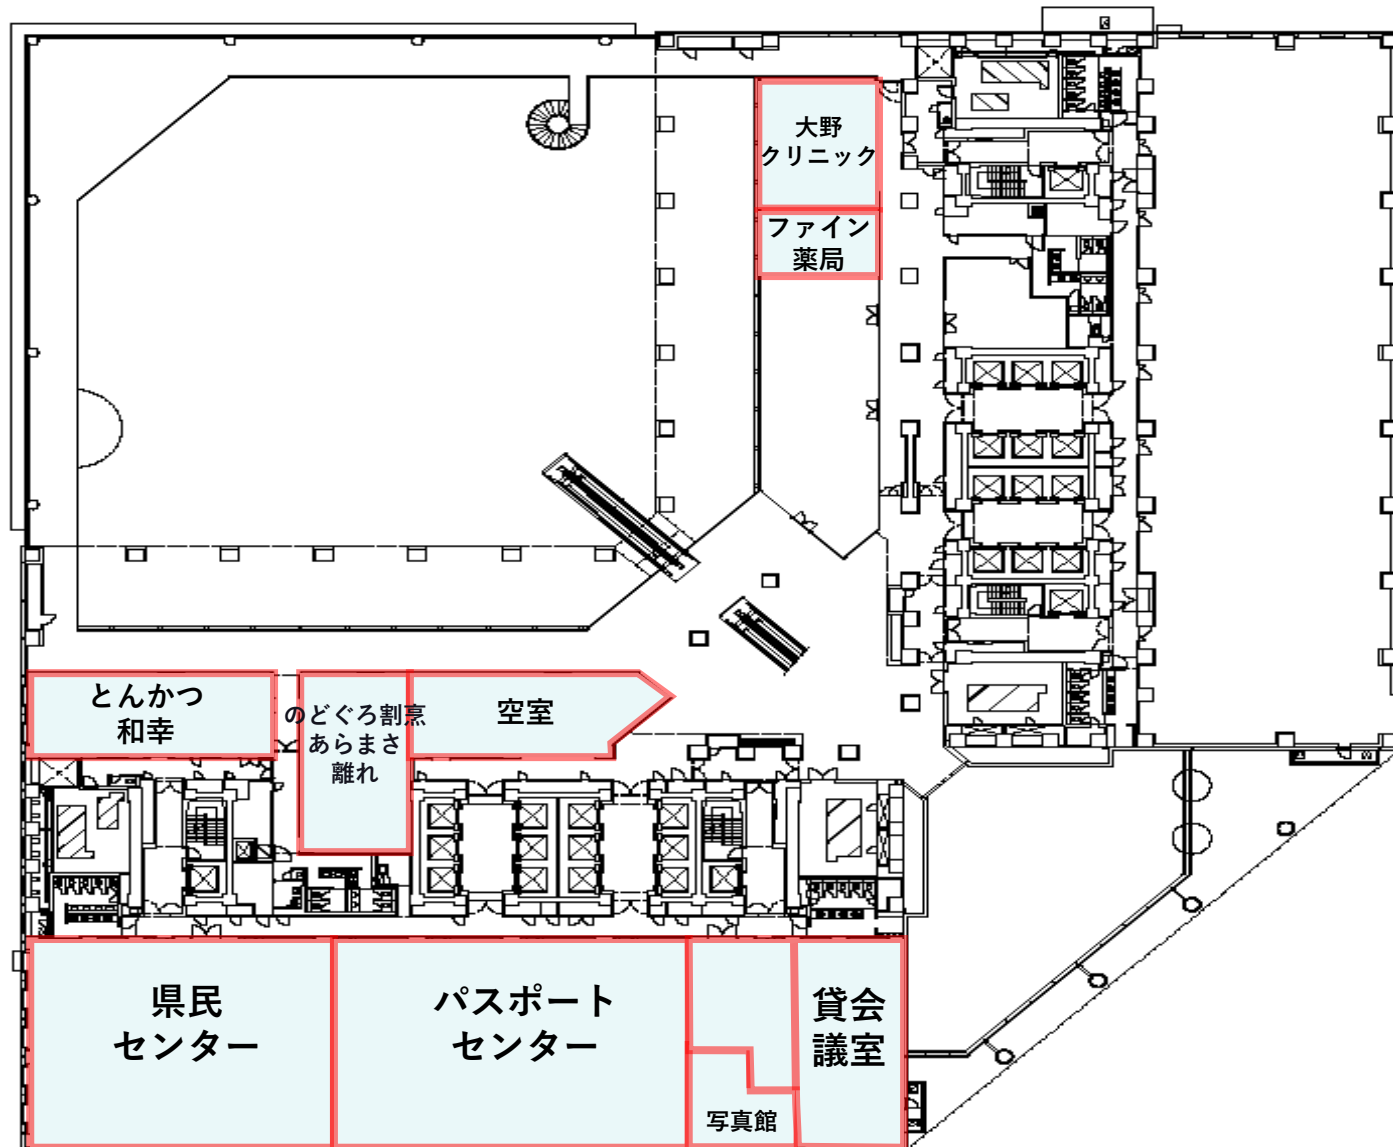 大野
クリニック
ファイン
薬局
とんかつ
和幸
のどぐろ割烹
あらまさ
離れ
空室
県民
センター
パスポート
センター
写真館
貸会
議室